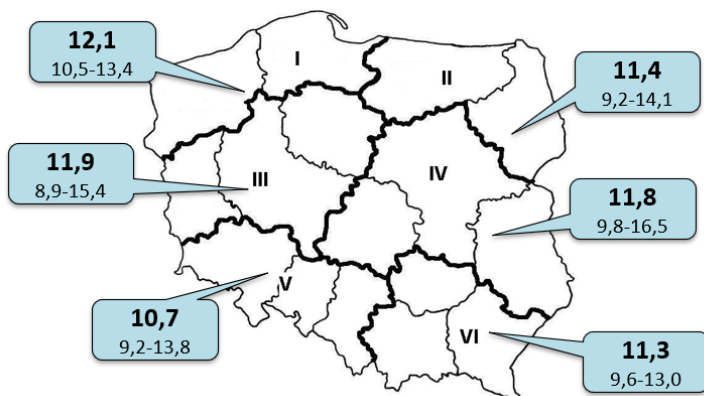 12,1
10,5-13,4
I
II
11,4
9,2-14,1
11,9
8,9-15,4
III
IV
11,8
9,8-16,5
V
10,7
9,2-13,8
VI
11,3
9,6-13,0